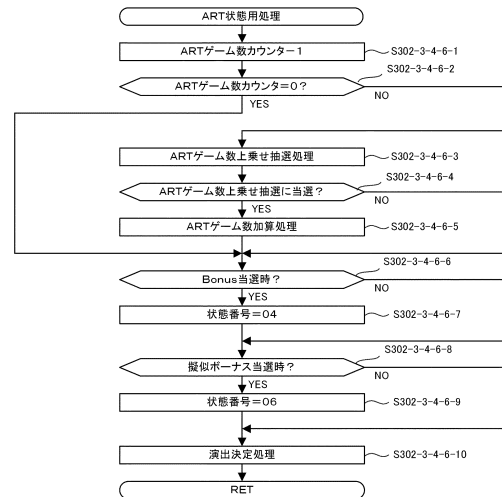 ART状態用処理
ARTゲーム数カウンター1
S302-3-4-6-1
ARTゲーム数カウンタ=0?
S302-3-4-6-2
NO
YES
ARTゲーム数上乗せ抽選処理
S302-3-4-6-3
ARTゲーム数上乗せ抽選に当選?
S302-3-4-6-4
NO
YES
ARTゲーム数加算処理
S302-3-4-6-5
Bonus当選時?
S302-3-4-6-6
NO
YES
状態番号=04
S302-3-4-6-7
擬似ボーナス当選時?
S302-3-4-6-8
NO
YES
状態番号=06
S302-3-4-6-9
演出決定処理
S302-3-4-6-10
RET